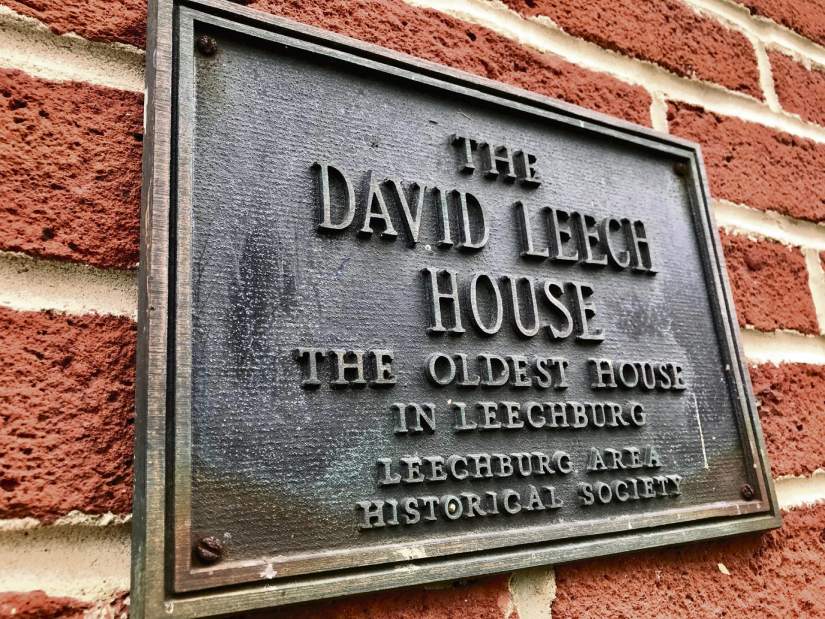 THE
DAVID LEECH
HOUSE
THE OLDEST HOUSE
IN LEECHBURG
LEECHBURG AREA
HISTORICAL SOCIETY